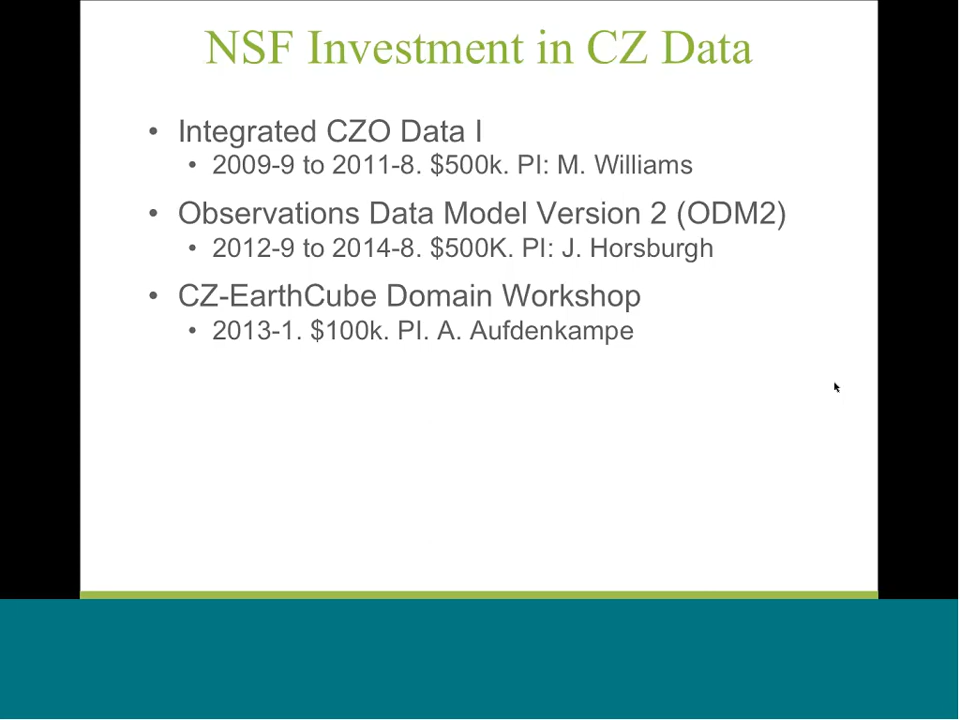 NSF Investment in CZ Data
• Integrated CZO Data I
• 2009-9 to 2011-8. $500k. PI: M. Williams
• Observations Data Model Version 2 (ODM2)
• 2012-9 to 2014-8. $500K. PI: J. Horsburgh
• CZ-EarthCube Domain Workshop
• 2013-1. $100k. PI. A. Aufdenkampe